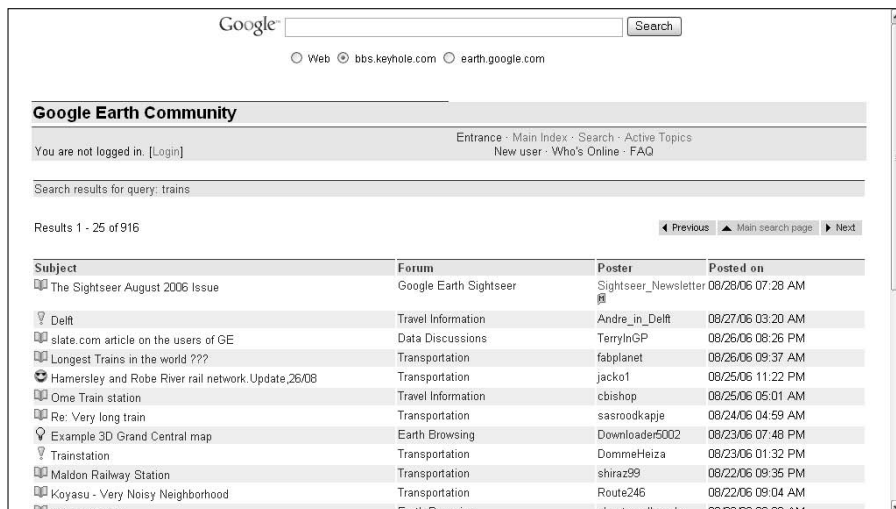 Google™ Search
Web bbs.keyhole.com earth.google.com
Google Earth Community
Entrance · Main Index · Search · Active Topics
You are not logged in. [Login] New user · Who's Online · FAQ
Search results for query: trains
Results 1 - 25 of 916 Previous Main search page Next
Subject Forum Poster Posted on
The Sightseer August 2006 Issue Google Earth Sightseer Sightseer_Newsletter 08/28/06 07:28 AM
Delft Travel Information Andre_in_Delft 08/27/06 03:20 AM
slate.com article on the users of GE Data Discussions TerryInGP 08/26/06 08:26 PM
Longest Trains in the world ??? Transportation fabplanet 08/26/06 09:37 AM
Hamersley and Robe River rail network.Update,26/08 Transportation jacko1 08/25/06 11:22 PM
Ome Train station Travel Information cbishop 08/25/06 05:01 AM
Re: Very long train Transportation sasroodkapje 08/24/06 04:59 AM
Example 3D Grand Central map Earth Browsing Downloader5002 08/23/06 07:48 PM
Trainstation Transportation DommeHeiza 08/23/06 01:32 PM
Maldon Railway Station Transportation shiraz99 08/22/06 09:35 PM
Koyasu - Very Noisy Neighborhood Transportation Route246 08/22/06 09:04 AM